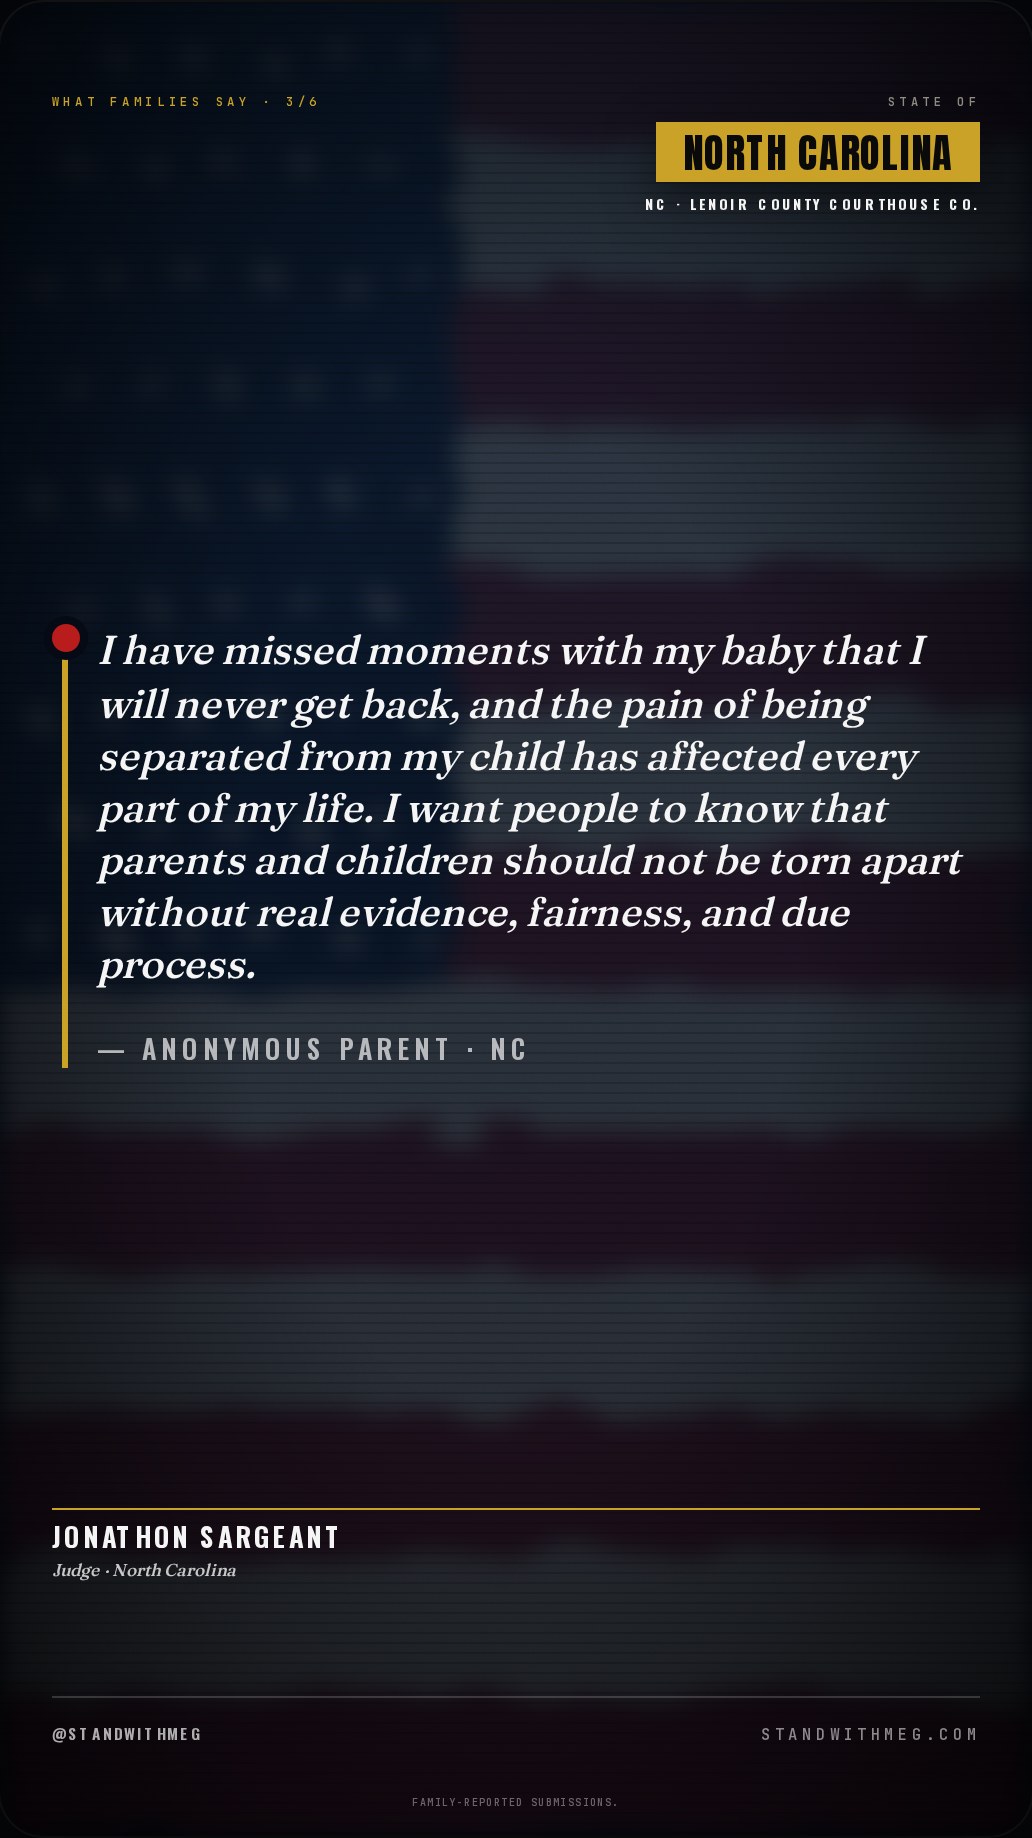 WHAT FAMILIES SAY · 3/6
STATE OF
NORTH CAROLINA
NC · LENOIR COUNTY COURTHOUSE CO.
I have missed moments with my baby that I
will never get back, and the pain of being
separated from my child has affected every
part of my life. I want people to know that
parents and children should not be torn apart
without real evidence, fairness, and due
process.
— ANONYMOUS PARENT · NC
JONATHON SARGEANT
Judge · North Carolina
@STANDWITHMEG
STANDWITHMEG.COM
FAMILY-REPORTED SUBMISSIONS.